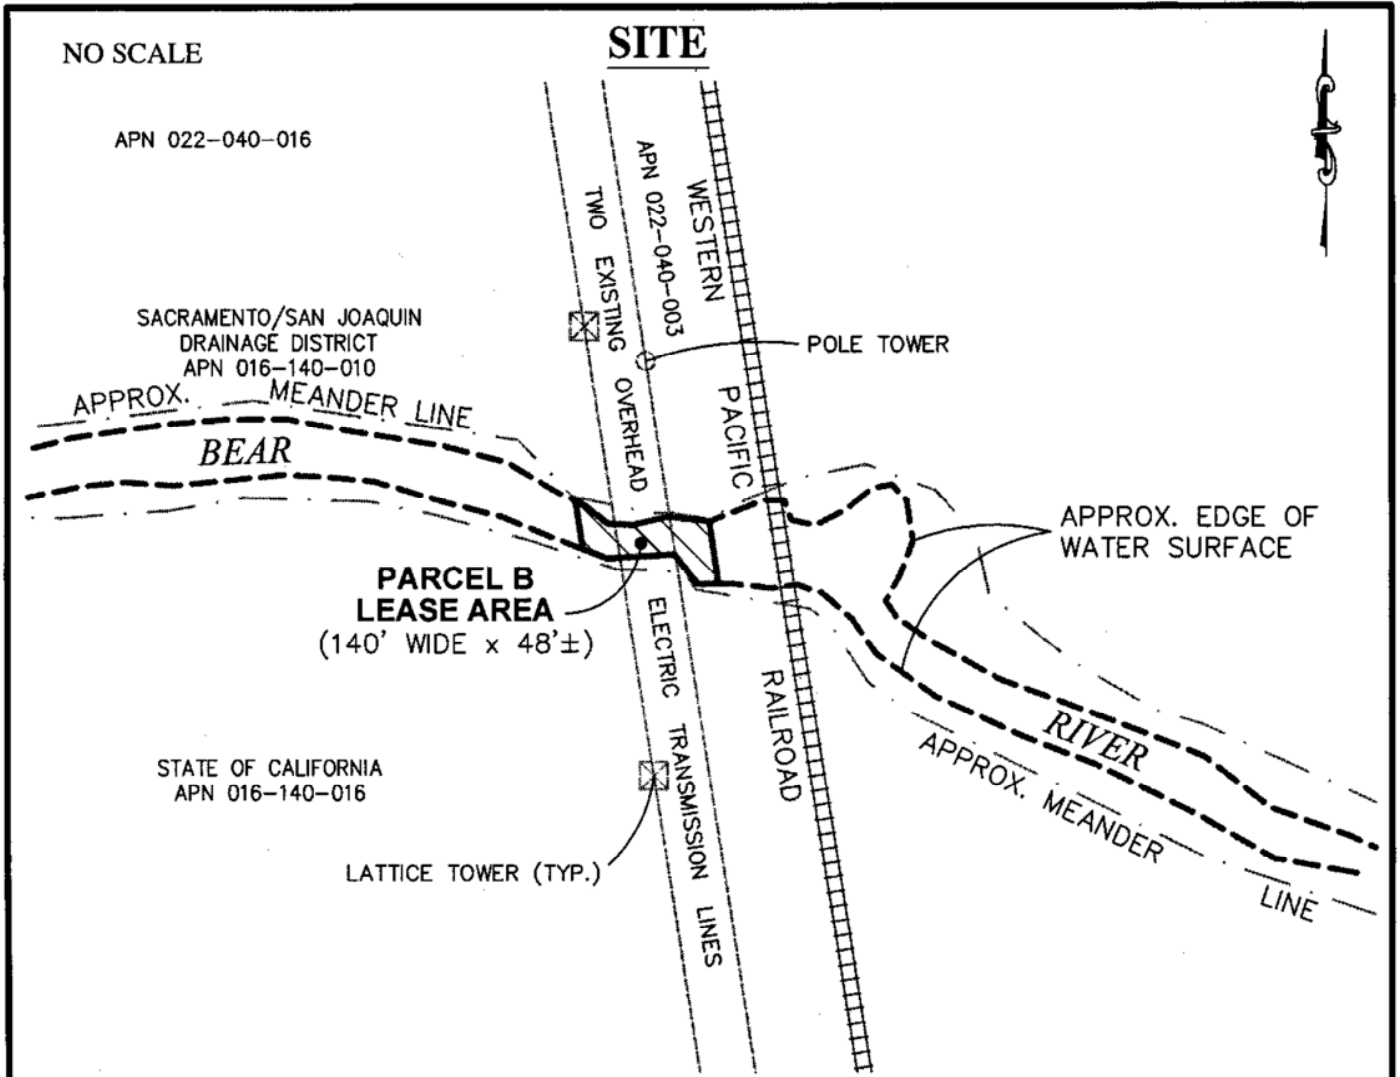 NO SCALE
SITE
APN 022-040-016
TWO EXISTING OVERHEAD
APN 022-040-003
WESTERN
PACIFIC
RAILROAD
POLE TOWER
SACRAMENTO/SAN JOAQUIN
DRAINAGE DISTRICT
APN 016-140-010
APPROX. MEANDER LINE
BEAR
APPROX. EDGE OF
WATER SURFACE
PARCEL B
LEASE AREA
(140' WIDE x 48'±)
ELECTRIC TRANSMISSION LINES
RIVER
APPROX. MEANDER LINE
STATE OF CALIFORNIA
APN 016-140-016
LATTICE TOWER (TYP.)